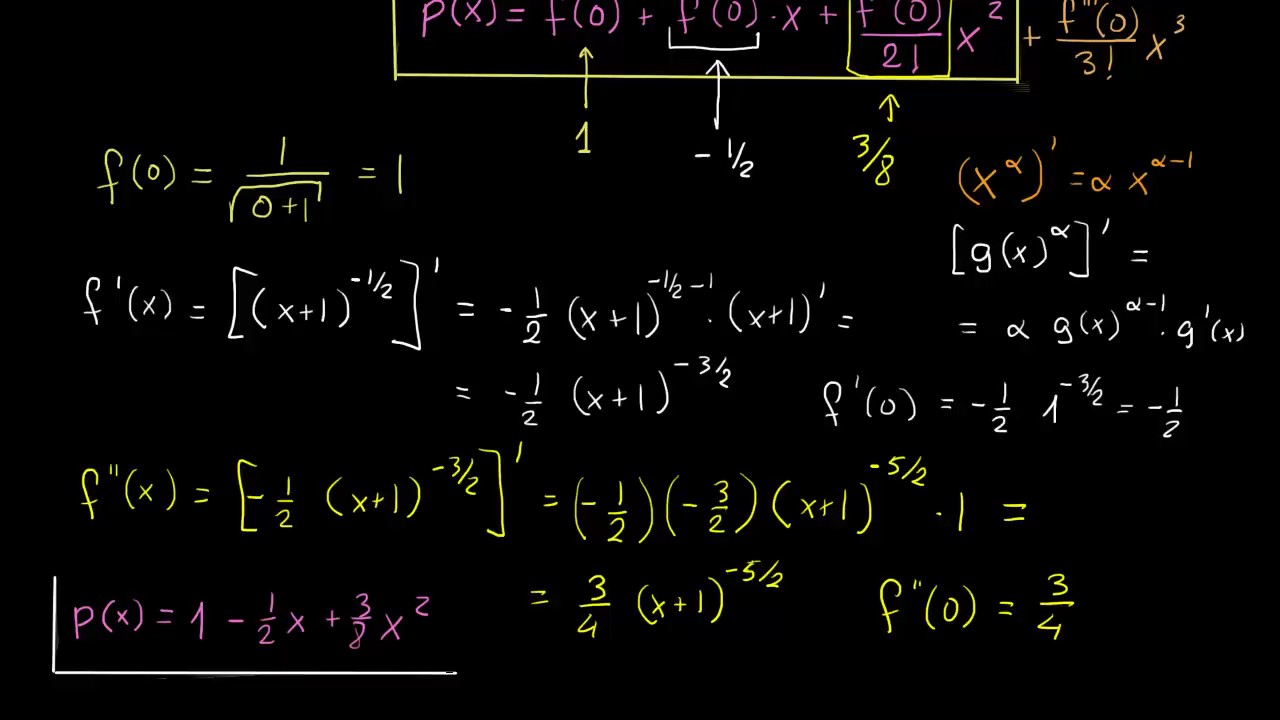 p(x) = f(0) + f'(0)·x + f''(0)/2! x² + f'''(0)/3! x³
1
-1/2
3/8
f(0) = 1/√(0+1) = 1
(x^α)' = α x^(α-1)
[g(x)^α]' =
= α g(x)^(α-1) · g'(x)
f'(x) = [(x+1)^(-1/2)]' = -1/2 (x+1)^(-1/2-1) · (x+1)' =
= -1/2 (x+1)^(-3/2)
f'(0) = -1/2 1^(-3/2) = -1/2
f''(x) = [-1/2 (x+1)^(-3/2)]' = (-1/2)(-3/2)(x+1)^(-5/2) · 1 =
= 3/4 (x+1)^(-5/2)
f''(0) = 3/4
p(x) = 1 - 1/2 x + 3/8 x²